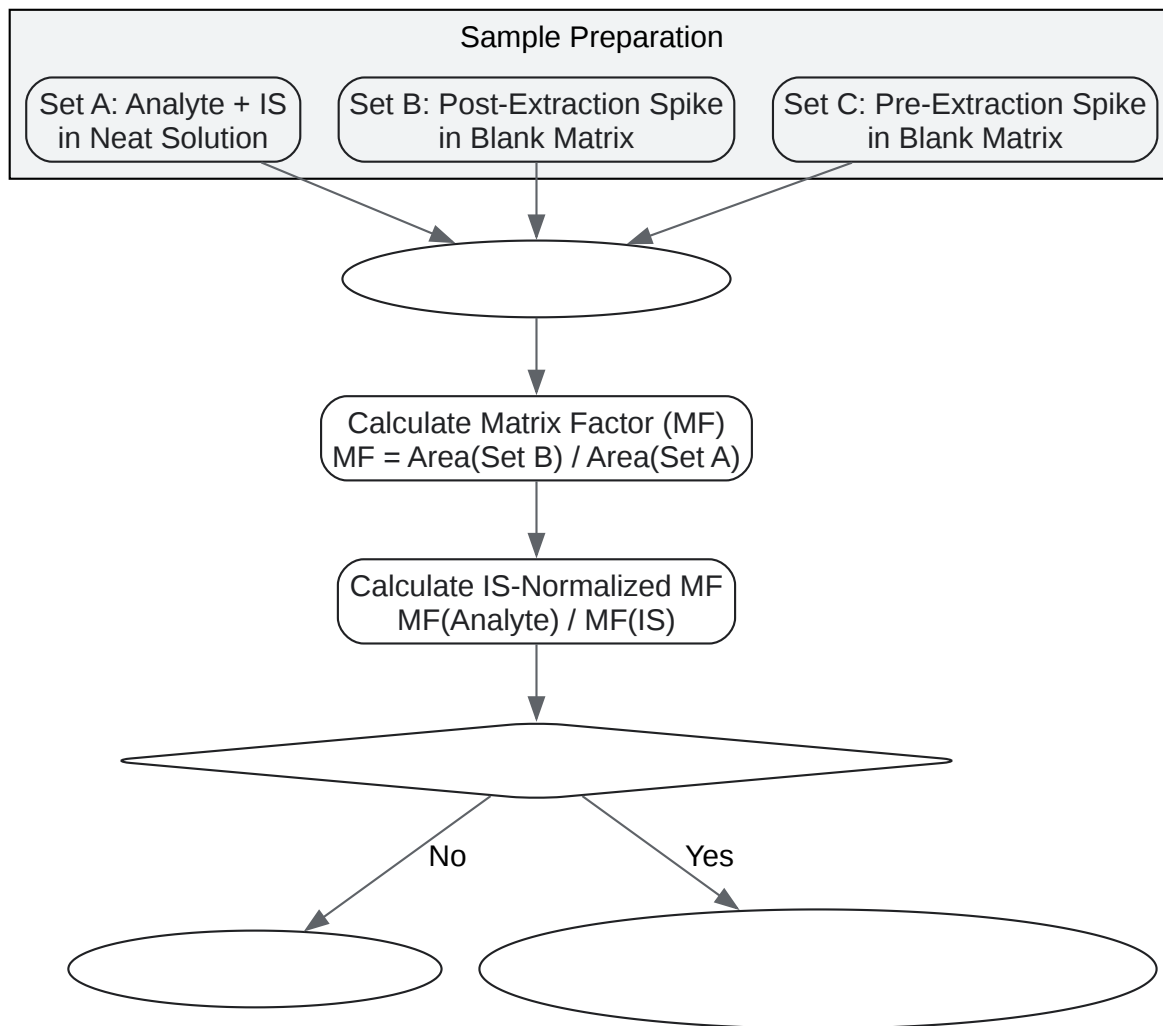 Sample Preparation
Set A: Analyte + IS
in Neat Solution
Set B: Post-Extraction Spike
in Blank Matrix
Set C: Pre-Extraction Spike
in Blank Matrix
Calculate Matrix Factor (MF)
MF = Area(Set B) / Area(Set A)
Calculate IS-Normalized MF
MF(Analyte) / MF(IS)
No
Yes